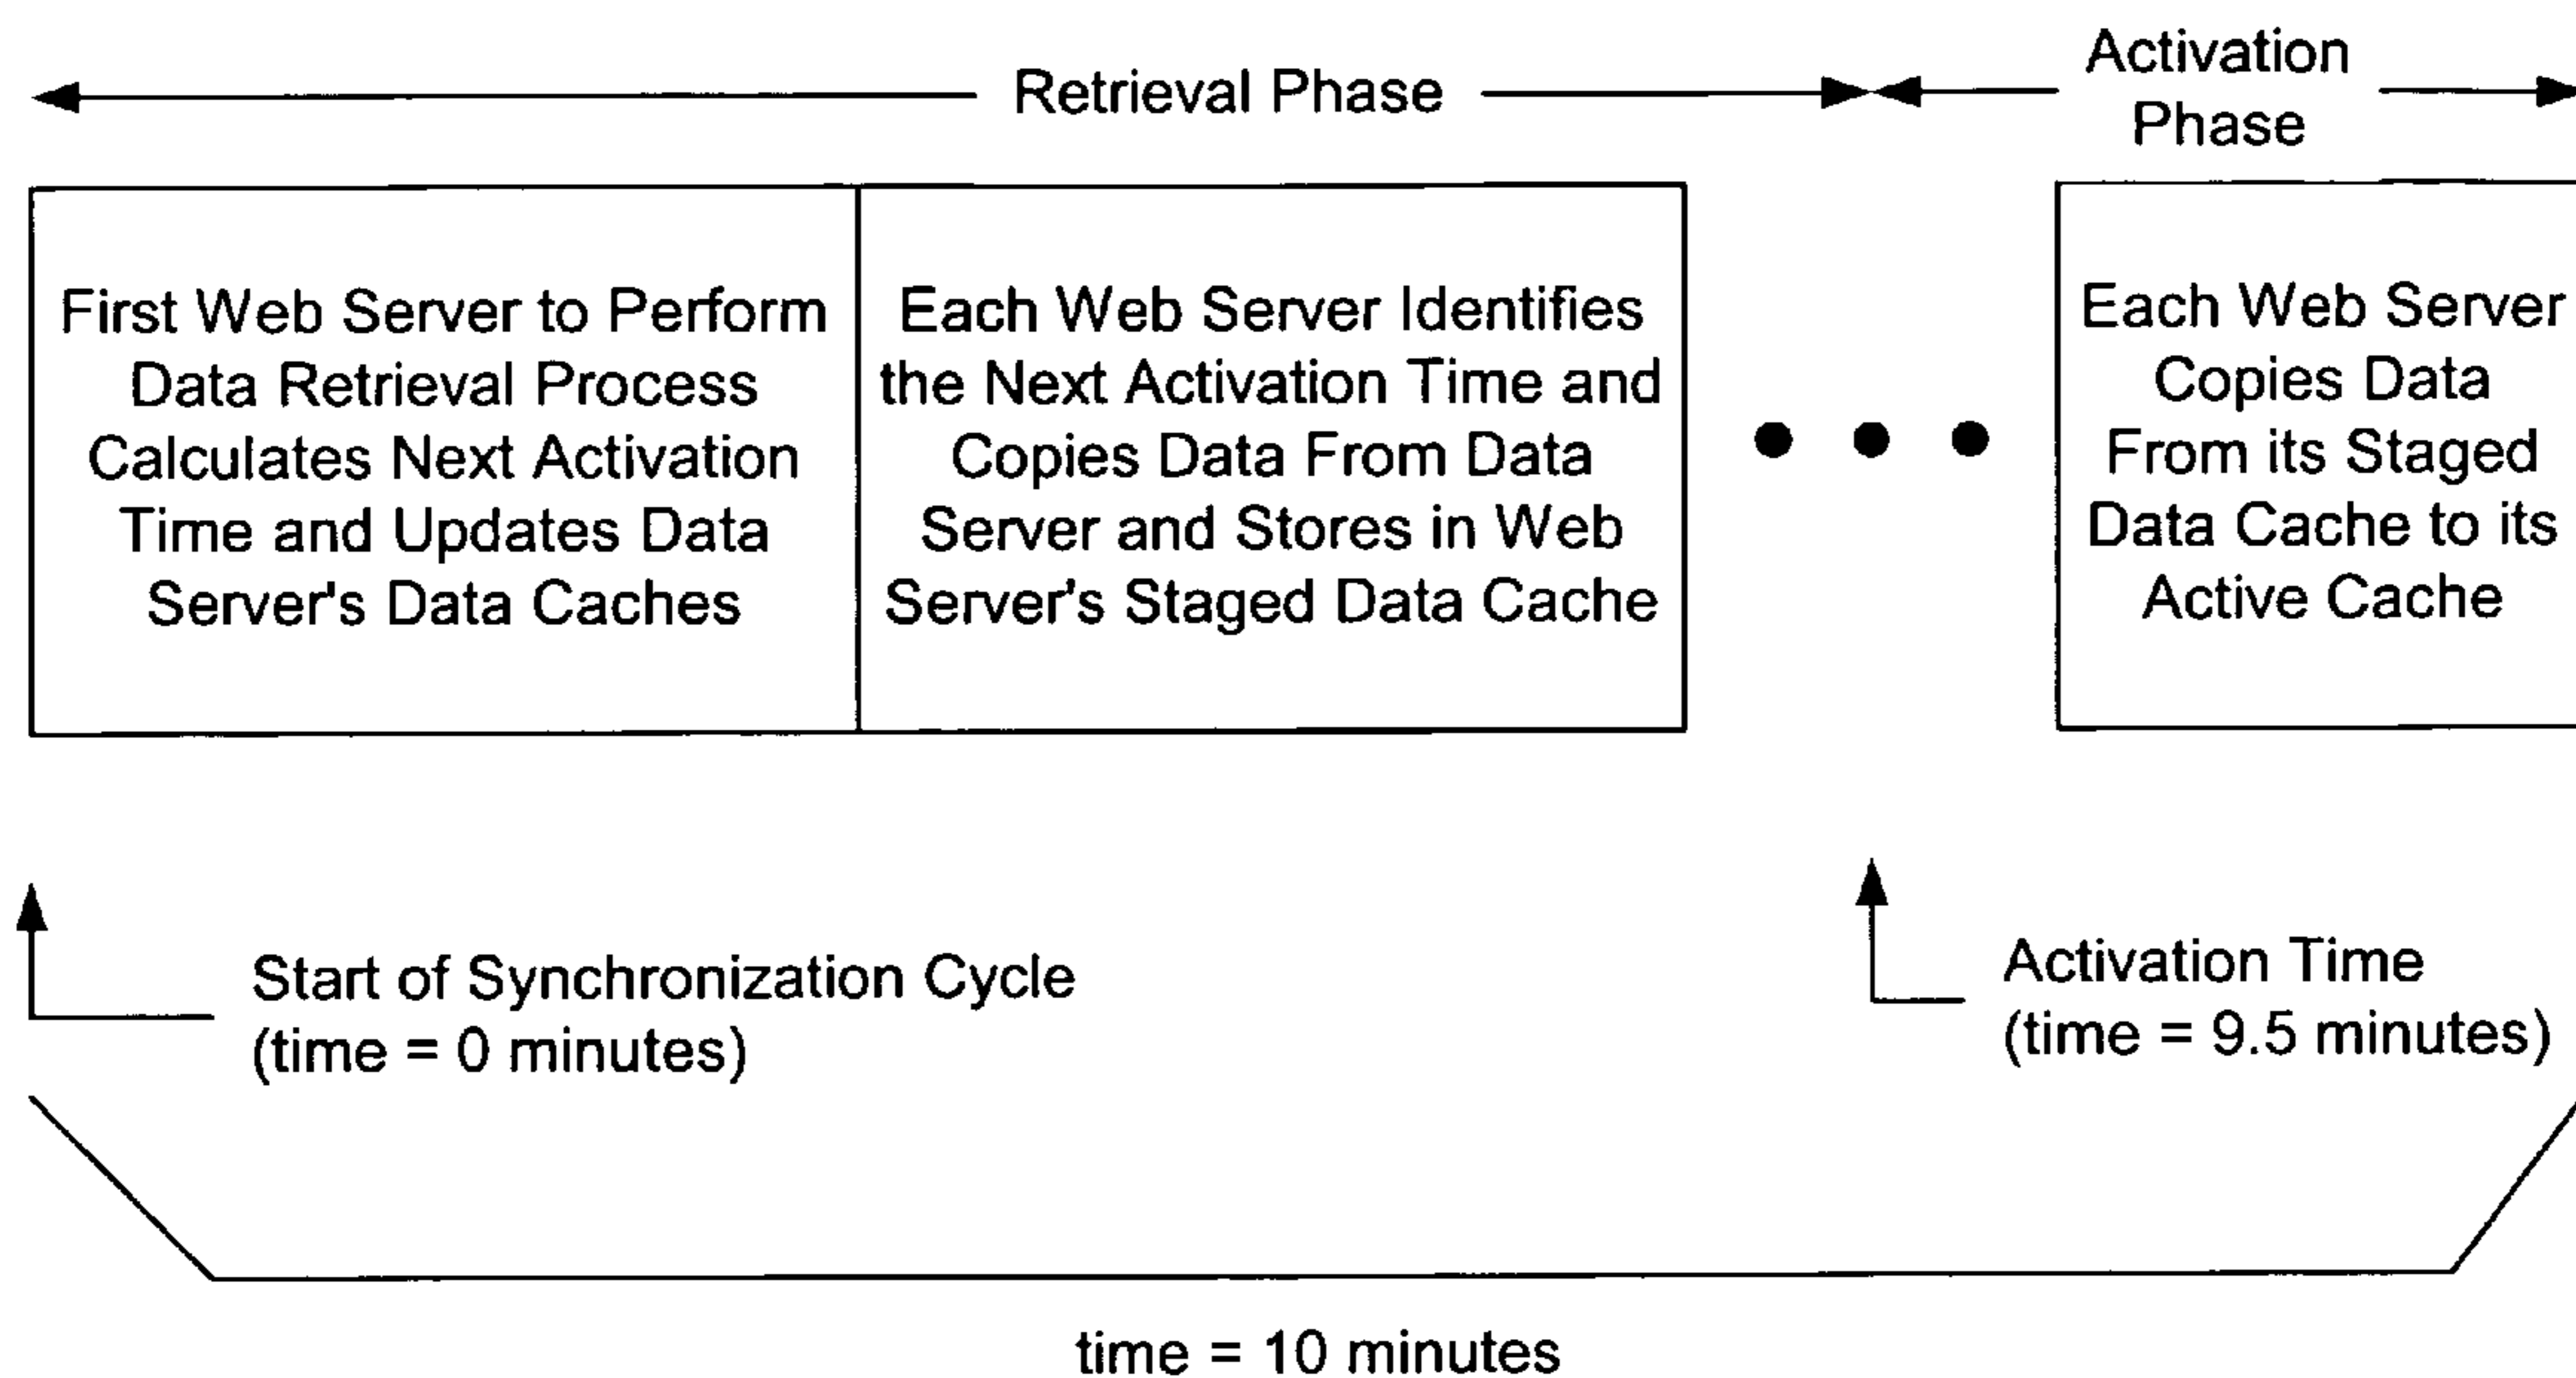 Retrieval Phase
Activation
Phase
First Web Server to Perform
Data Retrieval Process
Calculates Next Activation
Time and Updates Data
Server's Data Caches
Each Web Server Identifies
the Next Activation Time and
Copies Data From Data
Server and Stores in Web
Server's Staged Data Cache
Each Web Server
Copies Data
From its Staged
Data Cache to its
Active Cache
Start of Synchronization Cycle
(time = 0 minutes)
Activation Time
(time = 9.5 minutes)
time = 10 minutes